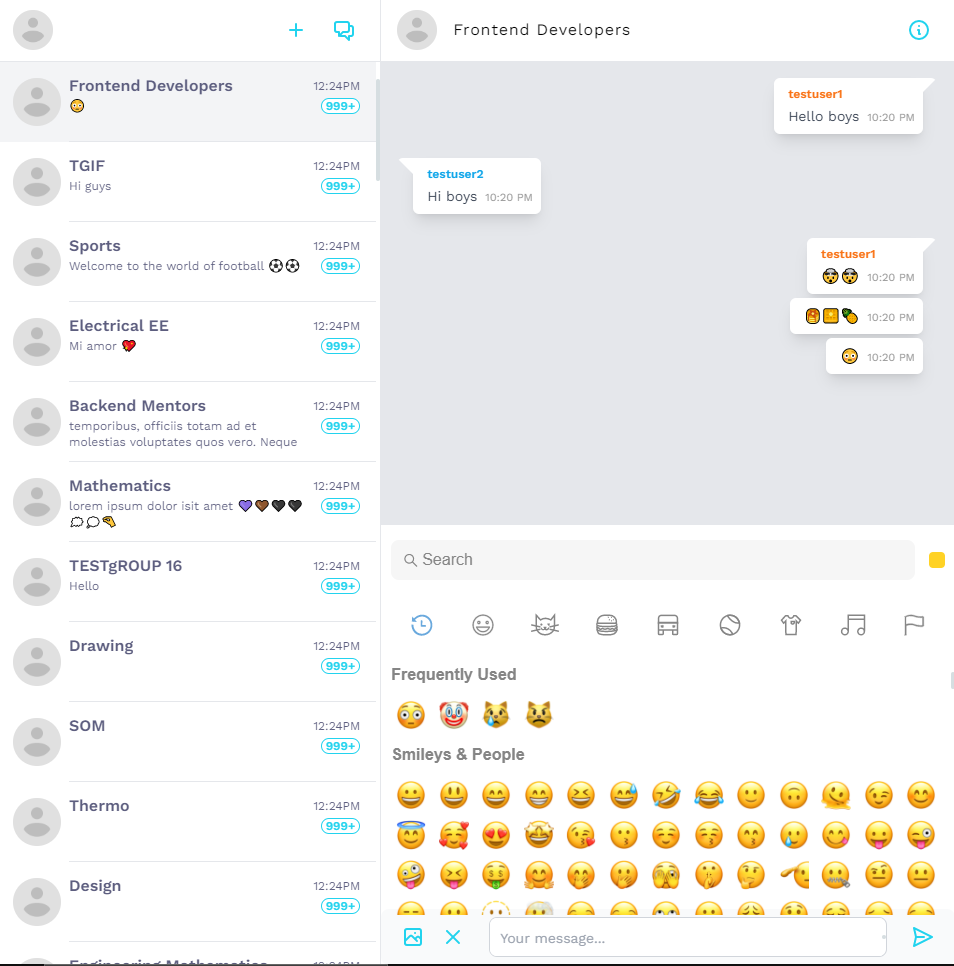 Frontend Developers
12:24PM
😳
999+
TGIF
12:24PM
Hi guys
999+
Sports
12:24PM
Welcome to the world of football ⚽⚽
999+
Electrical EE
12:24PM
Mi amor
999+
Backend Mentors
12:24PM
temporibus, officiis totam ad et
999+
molestias voluptates quos vero. Neque
Mathematics
12:24PM
lorem ipsum dolor isit amet
999+
TESTgROUP 16
12:24PM
Hello
999+
Drawing
12:24PM
999+
SOM
12:24PM
999+
Thermo
12:24PM
999+
Design
12:24PM
999+
Engineering Mathematics
12:24PM
Frontend Developers
testuser1
Hello boys 10:20 PM
testuser2
Hi boys 10:20 PM
testuser1
10:20 PM
10:20 PM
10:20 PM
Search
Frequently Used
Smileys & People
Your message...